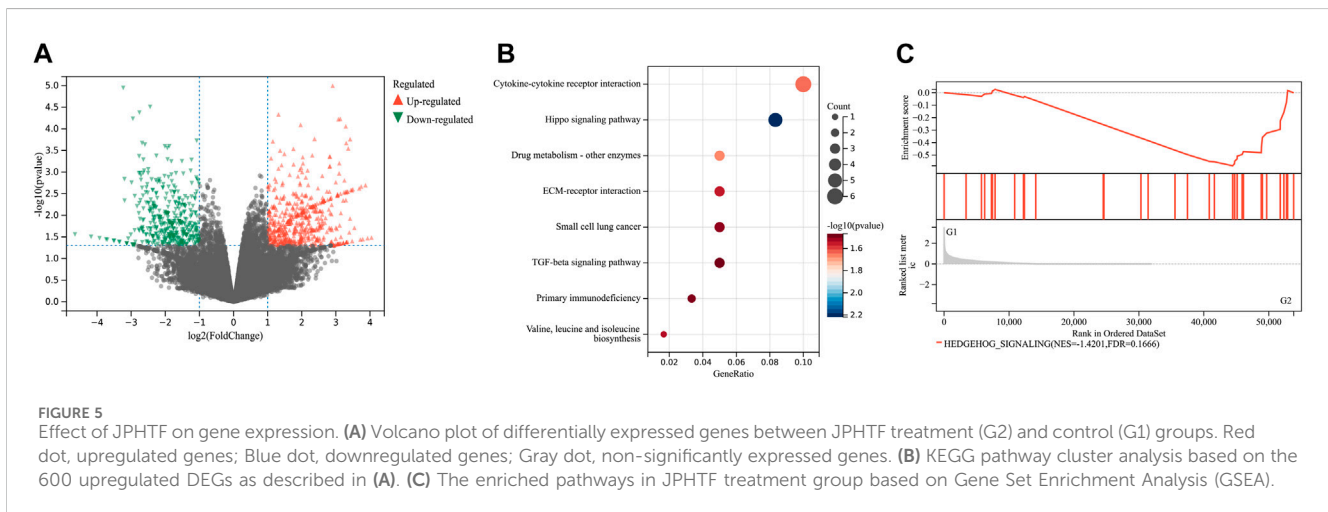 A
5.0
4.5
4.0
3.5
3.0
2.5
2.0
1.5
1.0
0.5
0.0
-log10(pvalue)
−4 −3 −2 −1 0 1 2 3 4
log2(FoldChange)
Regulated
Up-regulated
Down-regulated
B
Cytokine-cytokine receptor interaction
Hippo signaling pathway
Drug metabolism - other enzymes
ECM-receptor interaction
Small cell lung cancer
TGF-beta signaling pathway
Primary immunodeficiency
Valine, leucine and isoleucine
biosynthesis
0.02 0.04 0.06 0.08 0.10
GeneRatio
Count
1
2
3
4
5
6
-log10(pvalue)
1.6
1.8
2.0
2.2
C
0.0
-0.1
-0.2
-0.3
-0.4
-0.5
Enrichment score
G1
2
0
−2
Ranked list metr
ic
G2
0 10,000 20,000 30,000 40,000 50,000
Rank in Ordered DataSet
HEDGEHOG_SIGNALING(NES=-1.4201,FDR=0.1666)
FIGURE 5
Effect of JPHTF on gene expression. (A) Volcano plot of differentially expressed genes between JPHTF treatment (G2) and control (G1) groups. Red
dot, upregulated genes; Blue dot, downregulated genes; Gray dot, non-significantly expressed genes. (B) KEGG pathway cluster analysis based on the
600 upregulated DEGs as described in (A). (C) The enriched pathways in JPHTF treatment group based on Gene Set Enrichment Analysis (GSEA).